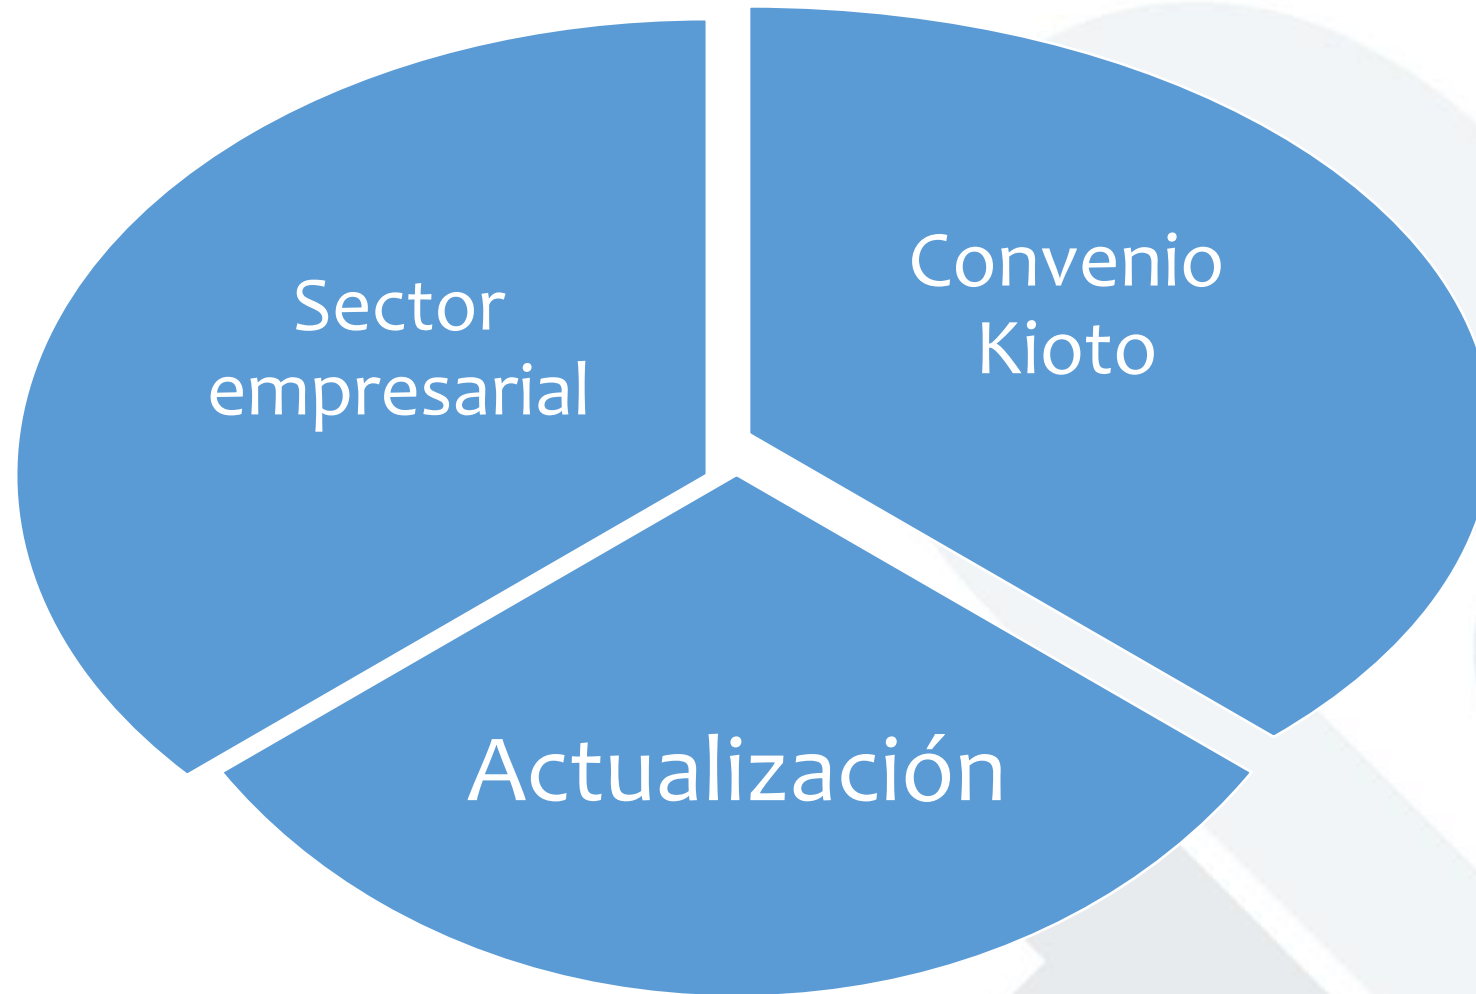 Sector
empresarial
Convenio
Kioto
Actualización